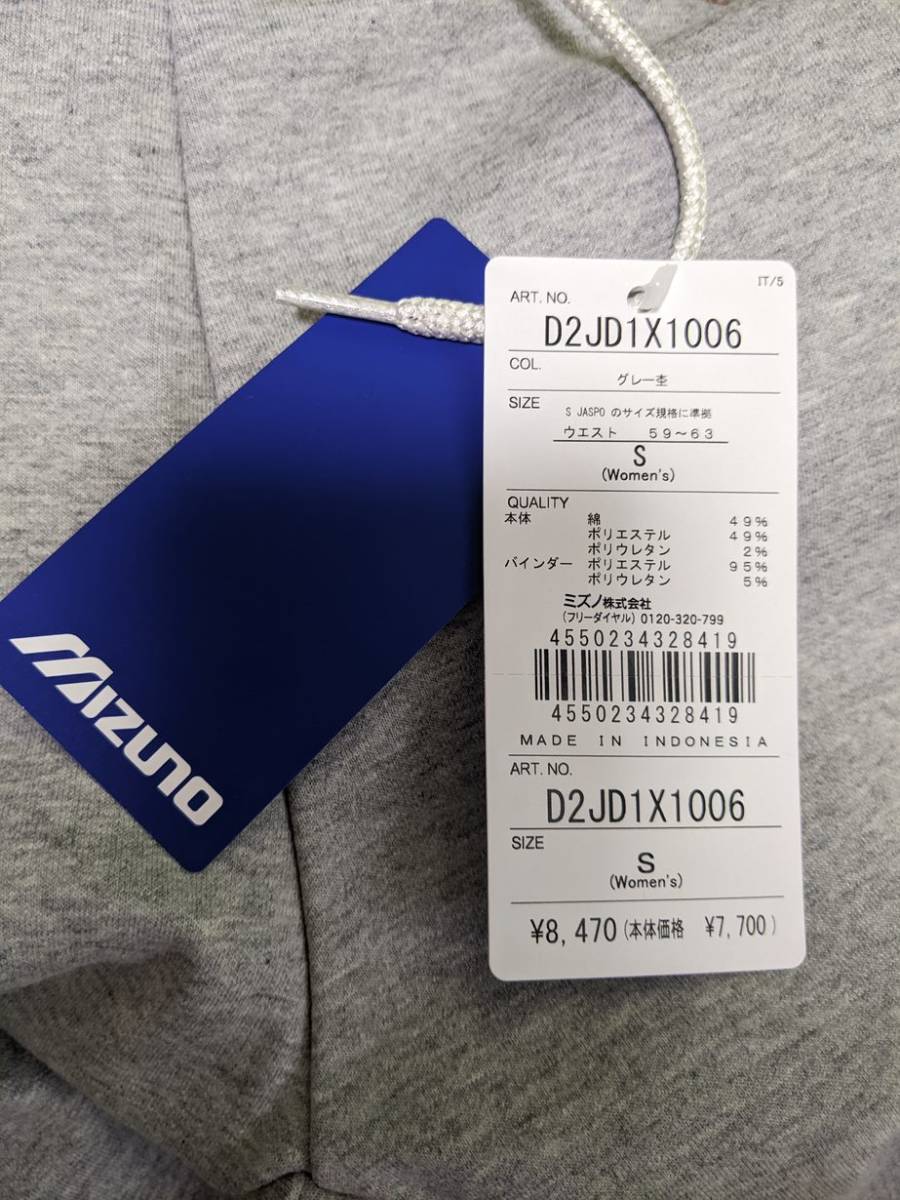 MIZUNO
IT/5
ART. NO.
D2JD1X1006
COL.
グレー杢
SIZE
S JASPO のサイズ規格に準拠
ウエスト 59～63
S
(Women's)
QUALITY
本体 綿 49%
ポリエステル 49%
ポリウレタン 2%
バインダー ポリエステル 95%
ポリウレタン 5%
ミズノ株式会社
(フリーダイヤル) 0120-320-799
4550234328419
4550234328419
MADE IN INDONESIA
ART. NO.
D2JD1X1006
SIZE
S
(Women's)
¥8,470 (本体価格 ¥7,700)